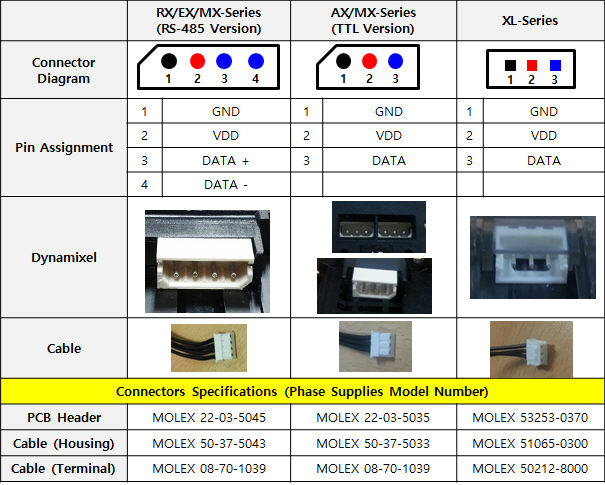 RX/EX/MX-Series
(RS-485 Version)
AX/MX-Series
(TTL Version)
XL-Series
Connector
Diagram
1 2 3 4
1 2 3
1 2 3
Pin Assignment
1 GND 1 GND 1 GND
2 VDD 2 VDD 2 VDD
3 DATA + 3 DATA 3 DATA
4 DATA -
Dynamixel
Cable
Connectors Specifications (Phase Supplies Model Number)
PCB Header MOLEX 22-03-5045 MOLEX 22-03-5035 MOLEX 53253-0370
Cable (Housing) MOLEX 50-37-5043 MOLEX 50-37-5033 MOLEX 51065-0300
Cable (Terminal) MOLEX 08-70-1039 MOLEX 08-70-1039 MOLEX 50212-8000